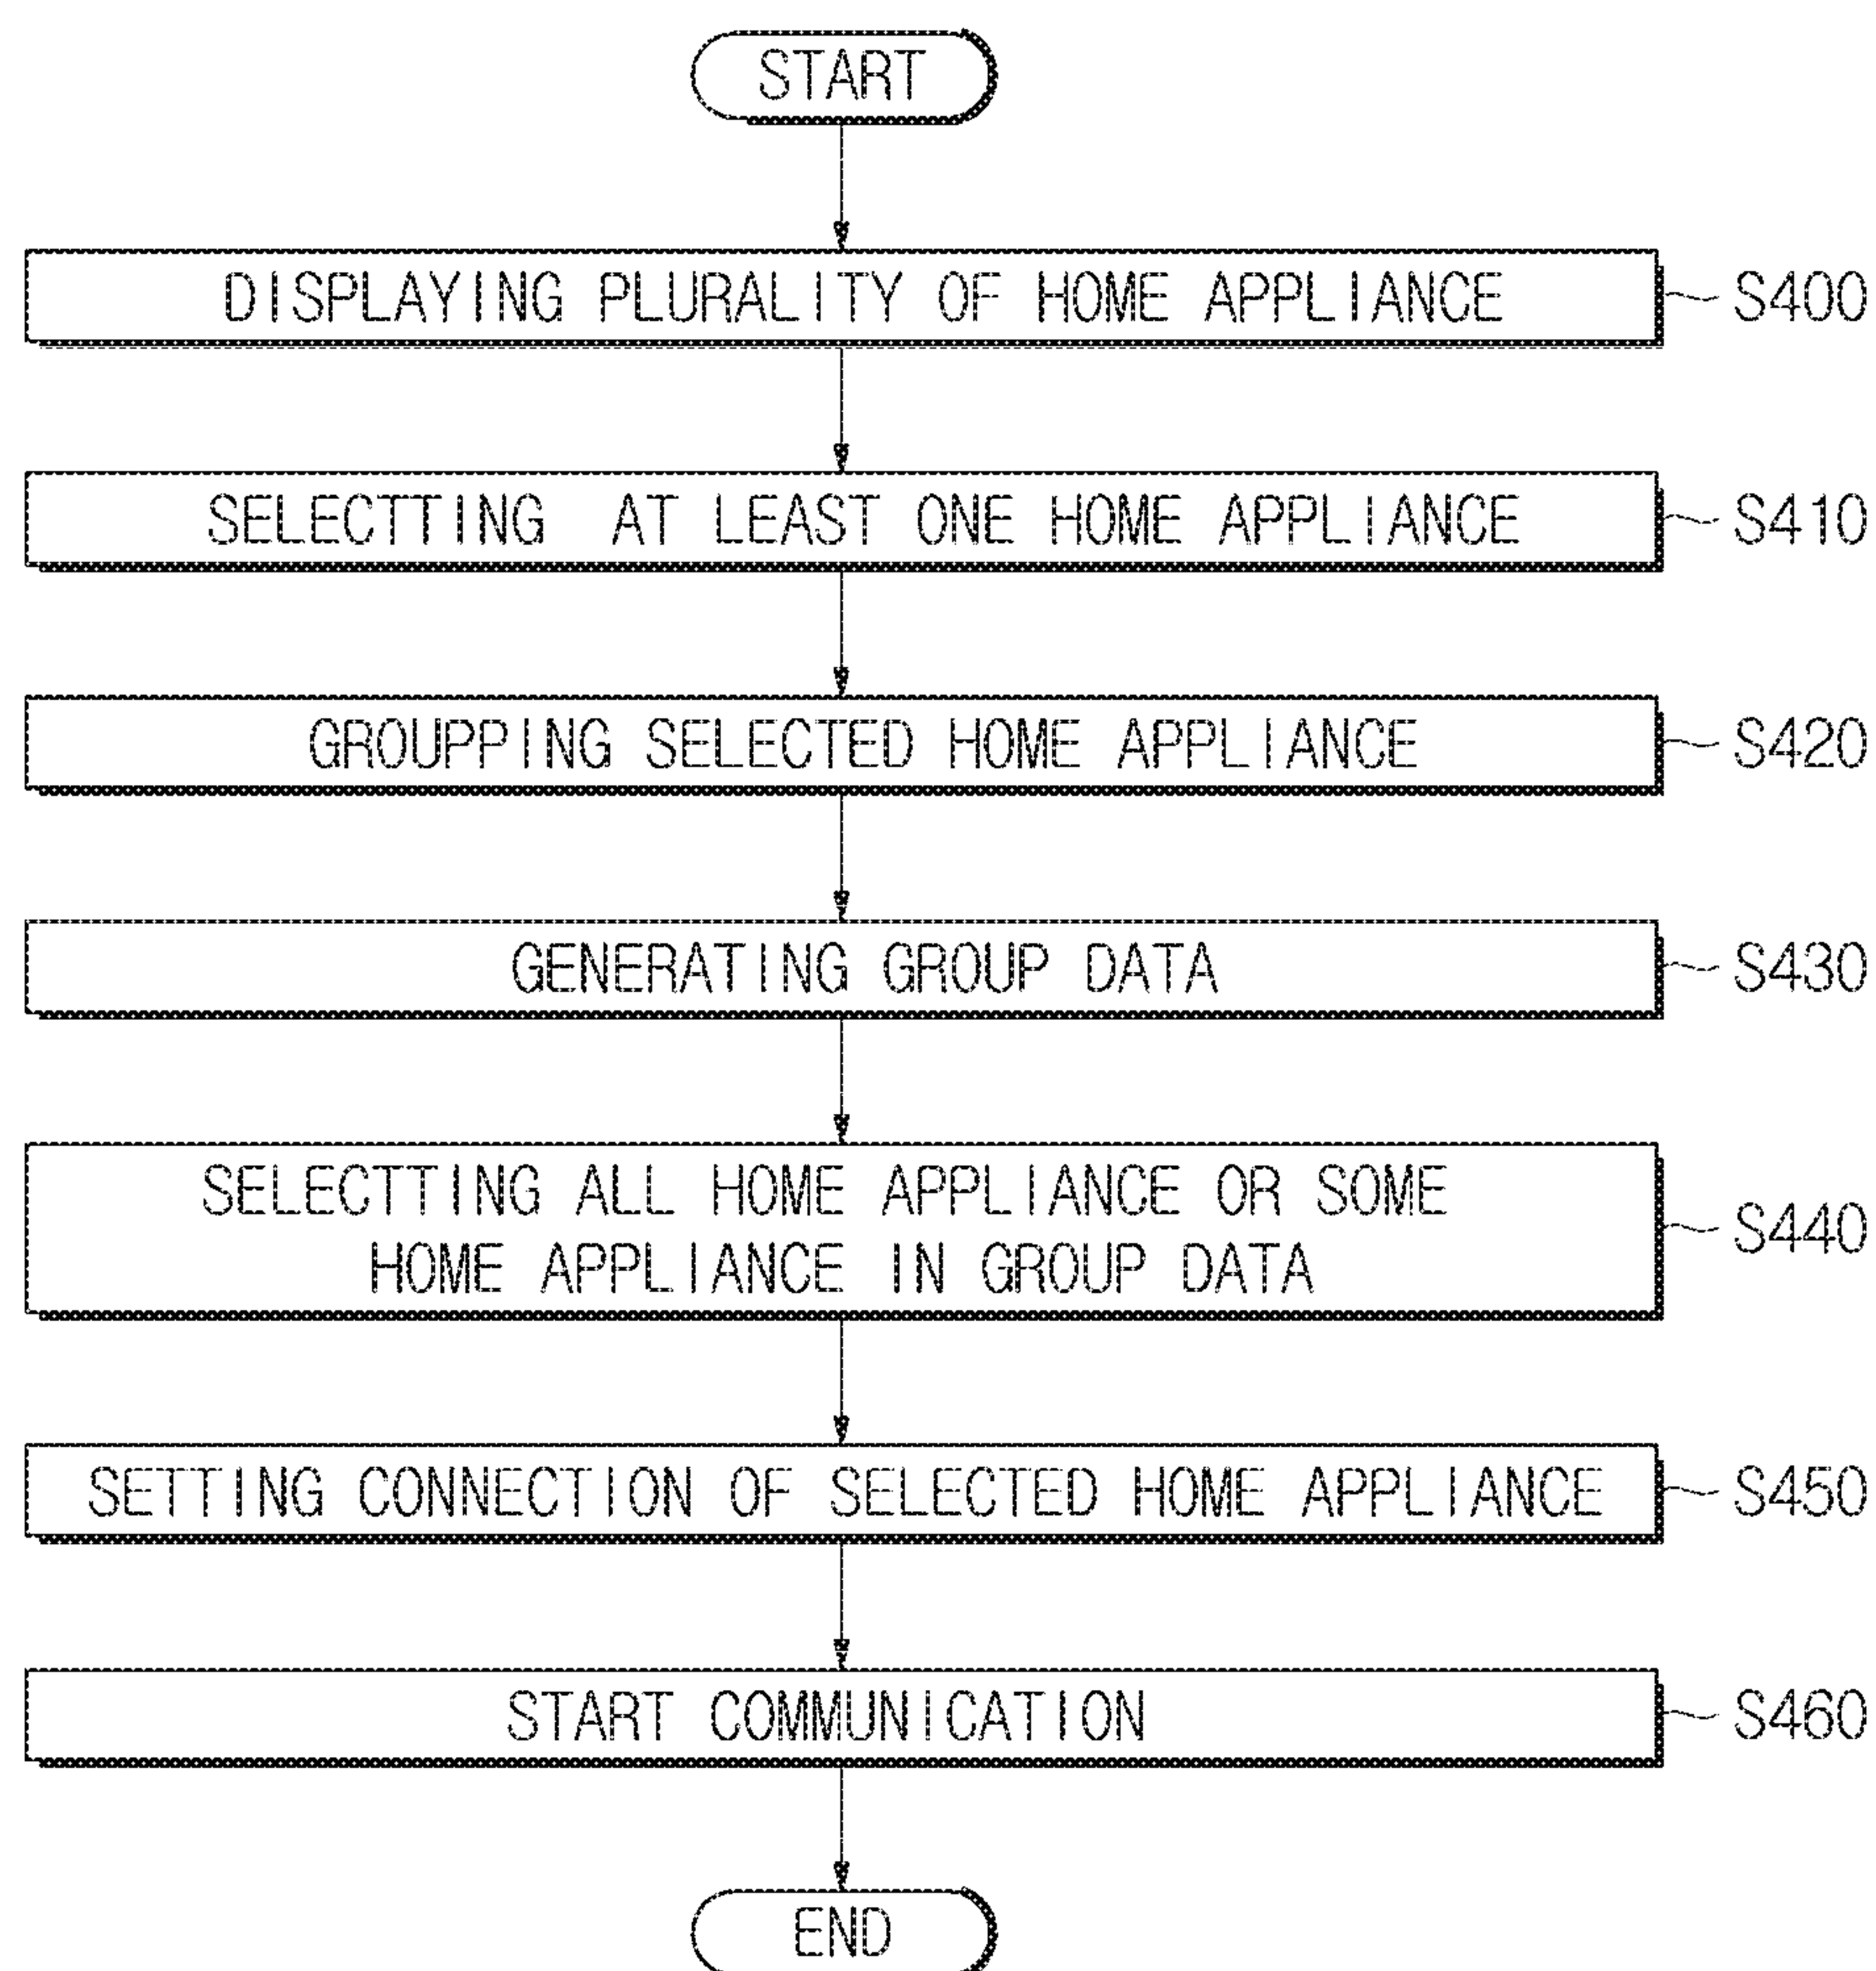 START
DISPLAYING PLURALITY OF HOME APPLIANCE
S400
SELECTTING AT LEAST ONE HOME APPLIANCE
S410
GROUPPING SELECTED HOME APPLIANCE
S420
GENERATING GROUP DATA
S430
SELECTTING ALL HOME APPLIANCE OR SOME
HOME APPLIANCE IN GROUP DATA
S440
SETTING CONNECTION OF SELECTED HOME APPLIANCE
S450
START COMMUNICATION
S460
END